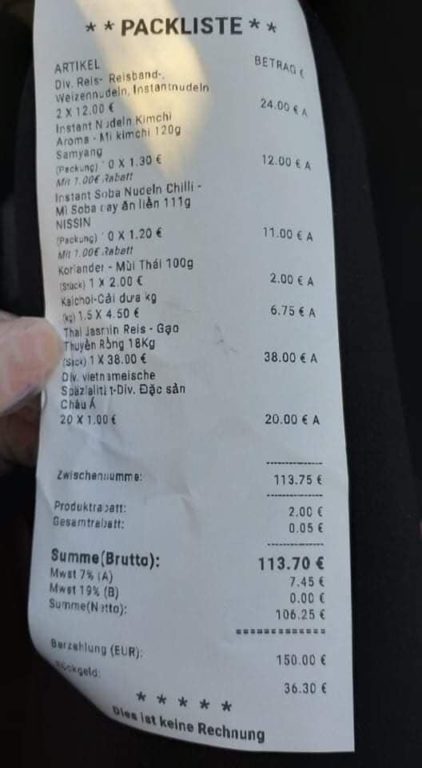 **PACKLISTE**
ARTIKEL BETRAG €
Div. Reis- Reisband-,
Weizennudeln, Instantnudeln
2 X 12.00 € 24.00 € A
Instant Nudeln Kimchi
Aroma - Mì kimchi 120g
Samyang
(Packung) 10 X 1.30 € 12.00 € A
Mit 1.00€ Rabatt
Instant Soba Nudeln Chilli -
Mì Soba cay ăn liền 111g
NISSIN
(Packung) 10 X 1.20 € 11.00 € A
Mit 1.00€ Rabatt
Koriander - Mùi Thái 100g
(Stück) 1 X 2.00 € 2.00 € A
Kaichoi-Cải dưa kg
(kg) 1.5 X 4.50 € 6.75 € A
Thai Jasmin Reis - Gạo
Thuyền Rồng 18Kg
(Sack) 1 X 38.00 € 38.00 € A
Div. vietnameische
Spazialität-Div. Đặc sản
Châu Á
20 X 1.00 € 20.00 € A
Zwischensumme: 113.75 €
Produktrabatt: 2.00 €
Gesamtrabatt: 0.05 €
Summe(Brutto): 113.70 €
Mwst 7% (A) 7.45 €
Mwst 19% (B) 0.00 €
Summe(Netto): 106.25 €
Barzahlung (EUR): 150.00 €
Rückgeld: 36.30 €
*****
Dies ist keine Rechnung